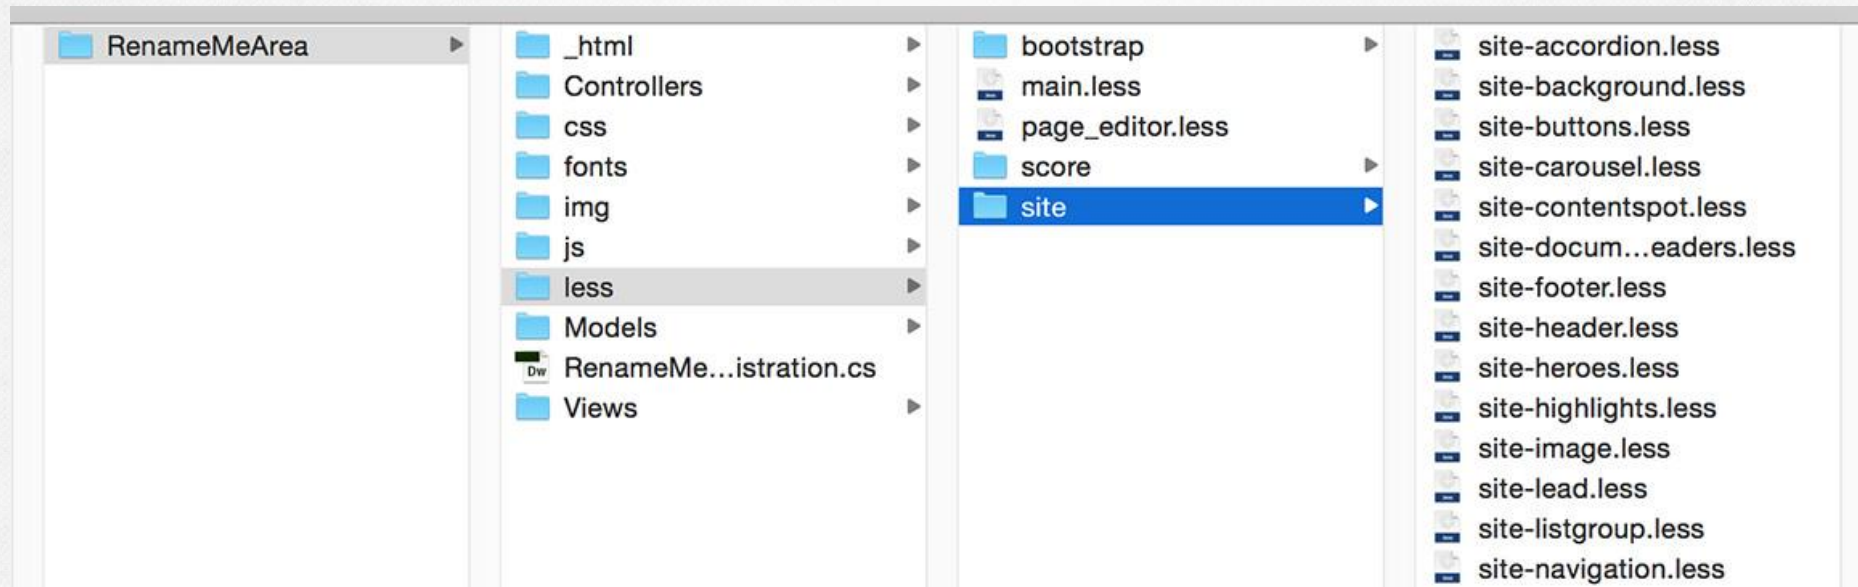 RenameMeArea
_html
Controllers
css
fonts
img
js
less
Models
Dw
RenameMe...istration.cs
Views
bootstrap
main.less
page_editor.less
score
site
site-accordion.less
site-background.less
site-buttons.less
site-carousel.less
site-contentspot.less
site-docum...eaders.less
site-footer.less
site-header.less
site-heroes.less
site-highlights.less
site-image.less
site-lead.less
site-listgroup.less
site-navigation.less